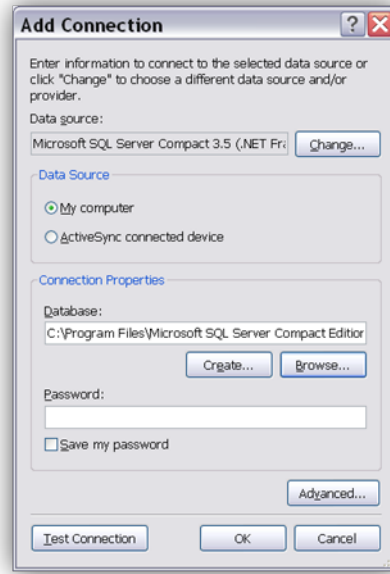 Add Connection
?
Enter information to connect to the selected data source or
click "Change" to choose a different data source and/or
provider.
Data source:
Microsoft SQL Server Compact 3.5 (.NET Fra
Change...
Data Source
My computer
ActiveSync connected device
Connection Properties
Database:
C:\Program Files\Microsoft SQL Server Compact Edition
Create... Browse...
Password:
Save my password
Advanced...
Test Connection OK Cancel